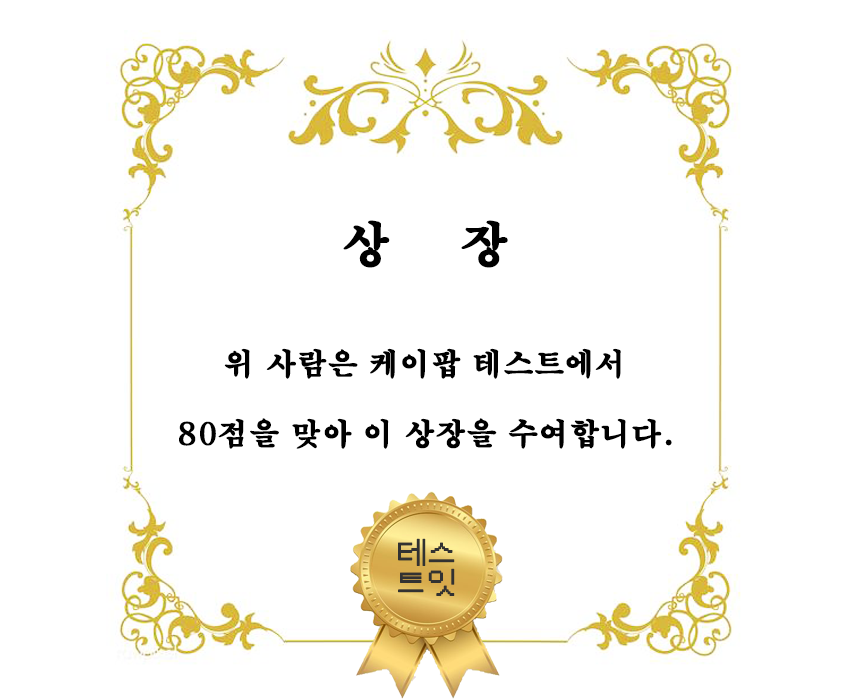 상 장
위 사람은 케이팝 테스트에서
80점을 맞아 이 상장을 수여합니다.
테스
트잇